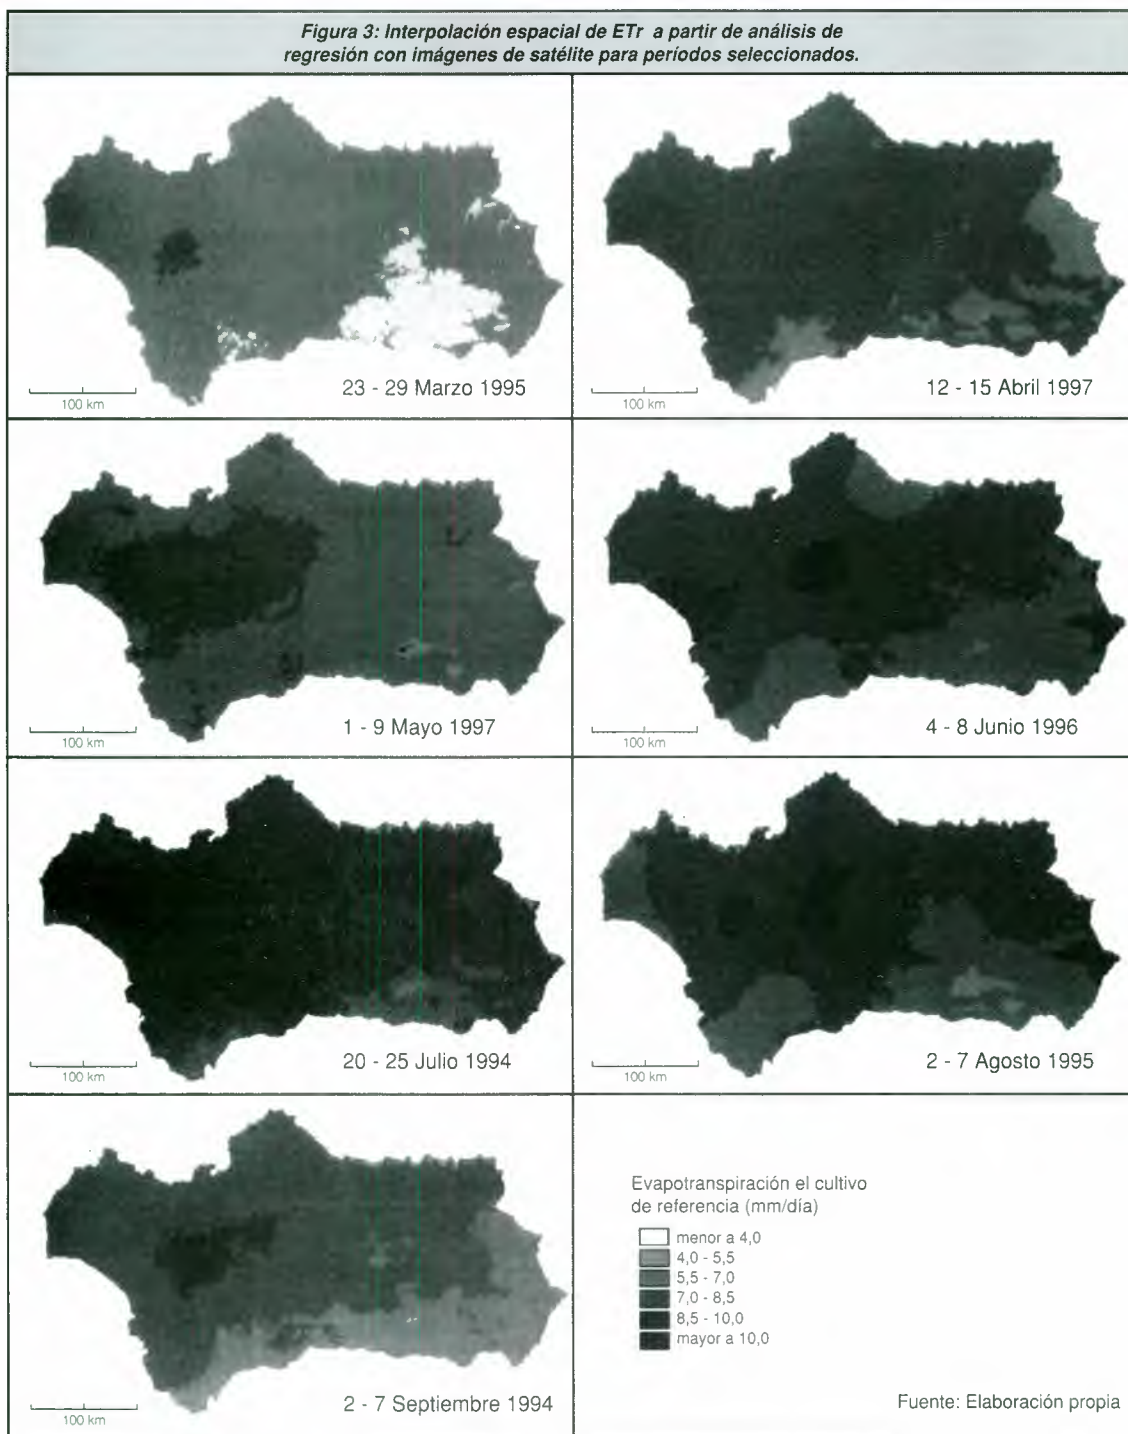 Figura 3: Interpolación espacial de ETr a partir de análisis de
regresión con imágenes de satélite para períodos seleccionados.
100 km
23 - 29 Marzo 1995
100 km
12 - 15 Abril 1997
100 km
1 - 9 Mayo 1997
100 km
4 - 8 Junio 1996
100 km
20 - 25 Julio 1994
100 km
2 - 7 Agosto 1995
100 km
2 - 7 Septiembre 1994
Evapotranspiración el cultivo
de referencia (mm/día)
menor a 4,0
4,0 - 5,5
5,5 - 7,0
7,0 - 8,5
8,5 - 10,0
mayor a 10,0
Fuente: Elaboración propia